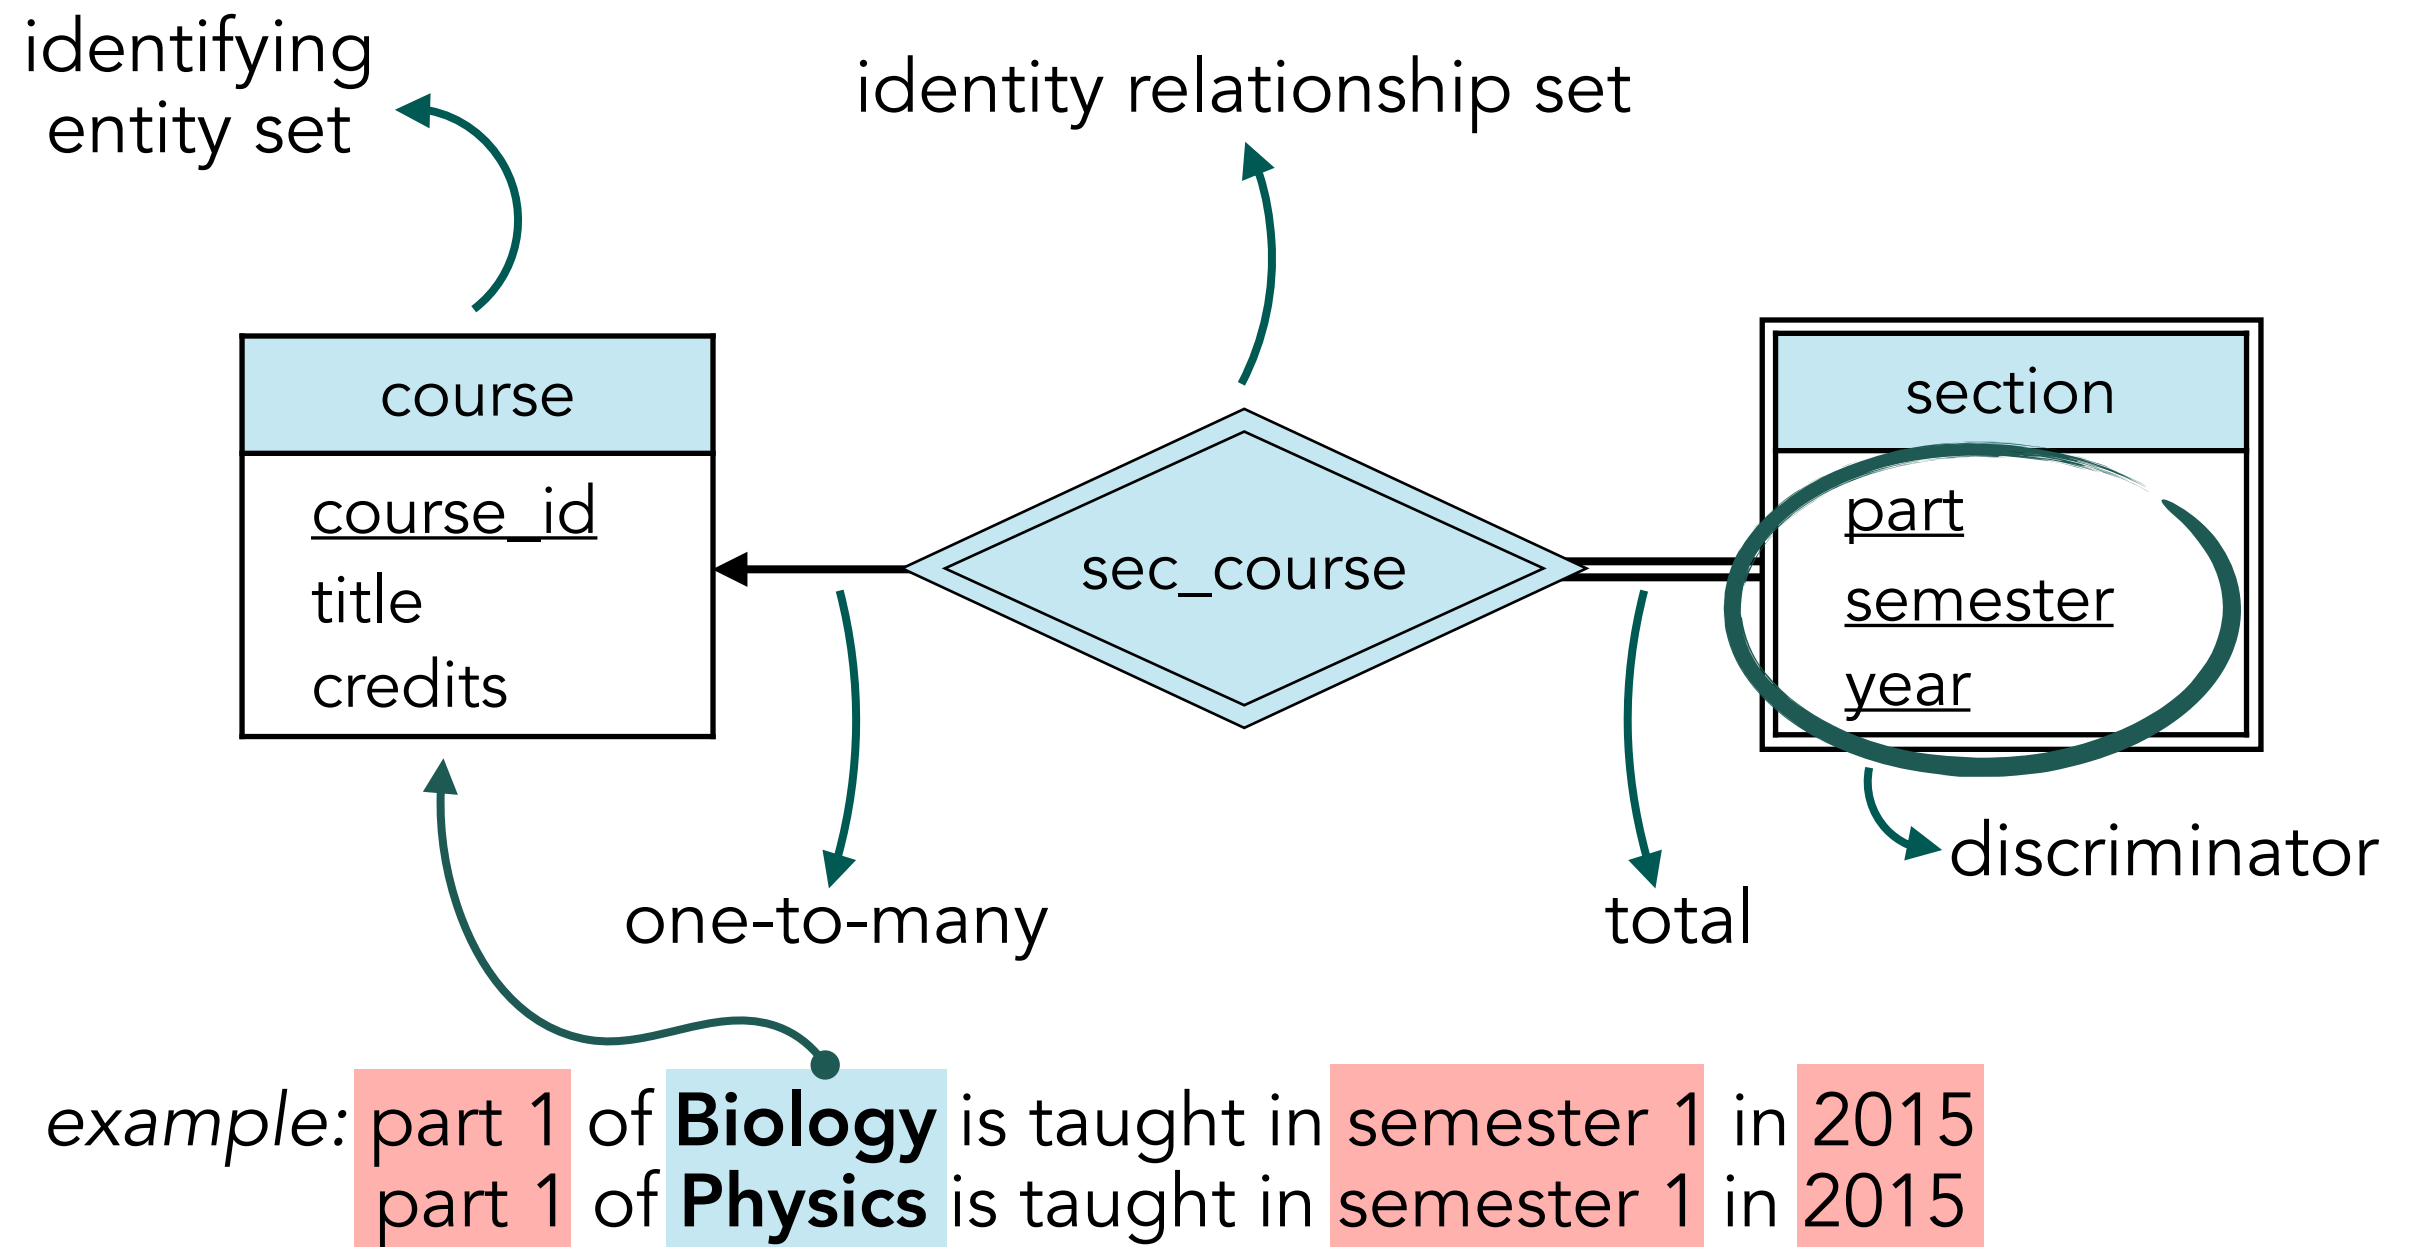 identifying
entity set
identity relationship set
course
course_id
title
credits
sec_course
section
part
semester
year
one-to-many
total
discriminator
example: part 1 of Biology is taught in semester 1 in 2015
part 1 of Physics is taught in semester 1 in 2015